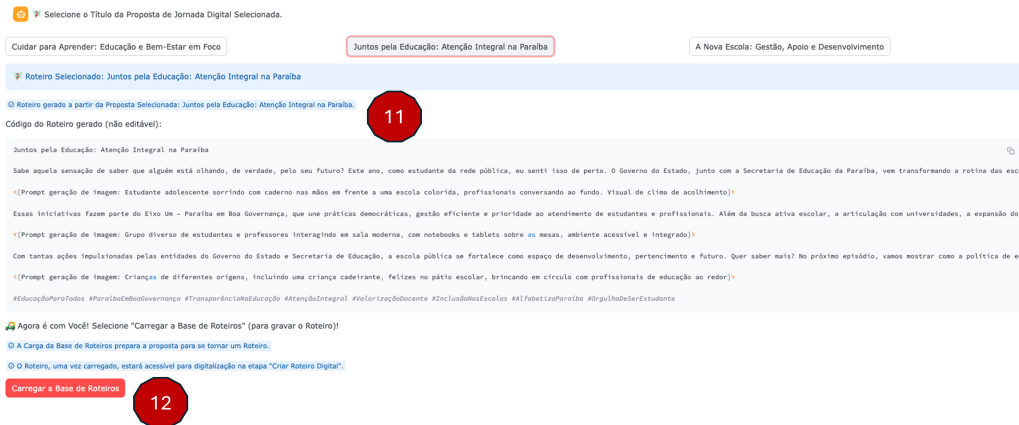 Selecione o Título da Proposta de Jornada Digital Selecionada.
Cuidar para Aprender: Educação e Bem-Estar em Foco
Juntos pela Educação: Atenção Integral na Paraíba
A Nova Escola: Gestão, Apoio e Desenvolvimento
Roteiro Selecionado: Juntos pela Educação: Atenção Integral na Paraíba
Roteiro gerado a partir da Proposta Selecionada: Juntos pela Educação: Atenção Integral na Paraíba.
11
Código do Roteiro gerado (não editável):
Juntos pela Educação: Atenção Integral na Paraíba
Sabe aquela sensação de saber que alguém está olhando, de verdade, pelo seu futuro? Este ano, como estudante da rede pública, eu senti isso de perto. O Governo do Estado, junto com a Secretaria de Educação da Paraíba, vem transformando a rotina das esc
<[Prompt geração de imagem: Estudante adolescente sorrindo com caderno nas mãos em frente a uma escola colorida, profissionais conversando ao fundo. Visual de clima de acolhimento]>
Essas iniciativas fazem parte do Eixo Um – Paraíba em Boa Governança, que une práticas democráticas, gestão eficiente e prioridade ao atendimento de estudantes e profissionais. Além da busca ativa escolar, a articulação com universidades, a expansão do
<[Prompt geração de imagem: Grupo diverso de estudantes e professores interagindo em sala moderna, com notebooks e tablets sobre as mesas, ambiente acessível e integrado]>
Com tantas ações impulsionadas pelas entidades do Governo do Estado e Secretaria de Educação, a escola pública se fortalece como espaço de desenvolvimento, pertencimento e futuro. Quer saber mais? No próximo episódio, vamos mostrar como a política de e
<[Prompt geração de imagem: Crianças de diferentes origens, incluindo uma criança cadeirante, felizes no pátio escolar, brincando em círculo com profissionais de educação ao redor]>
#EducaçãoParaTodos #ParaíbaEmBoaGovernança #TransparênciaNaEducação #AtençãoIntegral #ValorizaçãoDocente #InclusãoNasEscolas #AlfabetizaParaíba #OrgulhoDeSerEstudante
Agora é com Você! Selecione "Carregar a Base de Roteiros" (para gravar o Roteiro)!
A Carga da Base de Roteiros prepara a proposta para se tornar um Roteiro.
O Roteiro, uma vez carregado, estará acessível para digitalização na etapa "Criar Roteiro Digital".
Carregar a Base de Roteiros
12